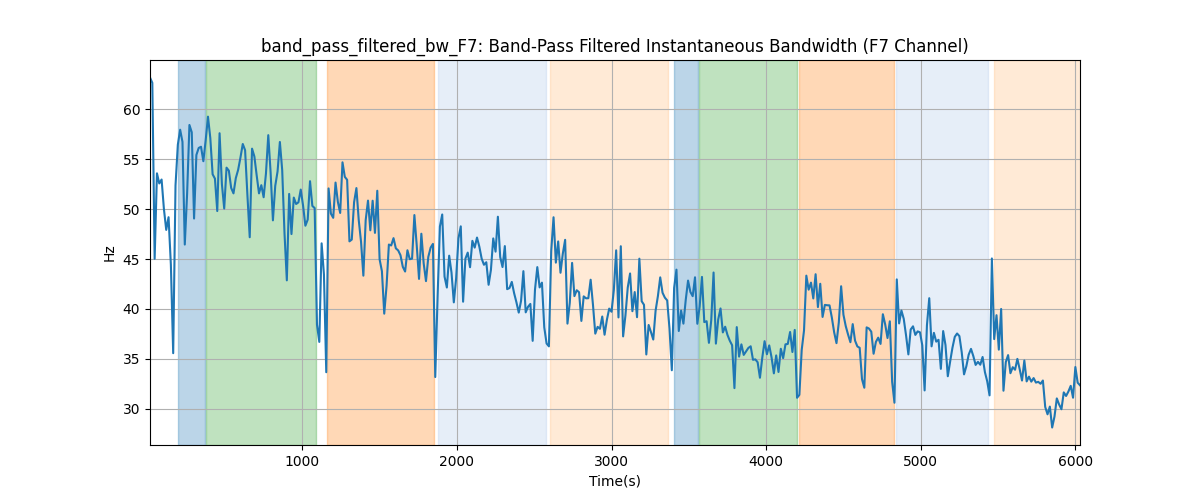 band_pass_filtered_bw_F7: Band-Pass Filtered Instantaneous Bandwidth (F7 Channel)
60
55
50
45
40
35
30
Hz
1000 2000 3000 4000 5000 6000
Time(s)